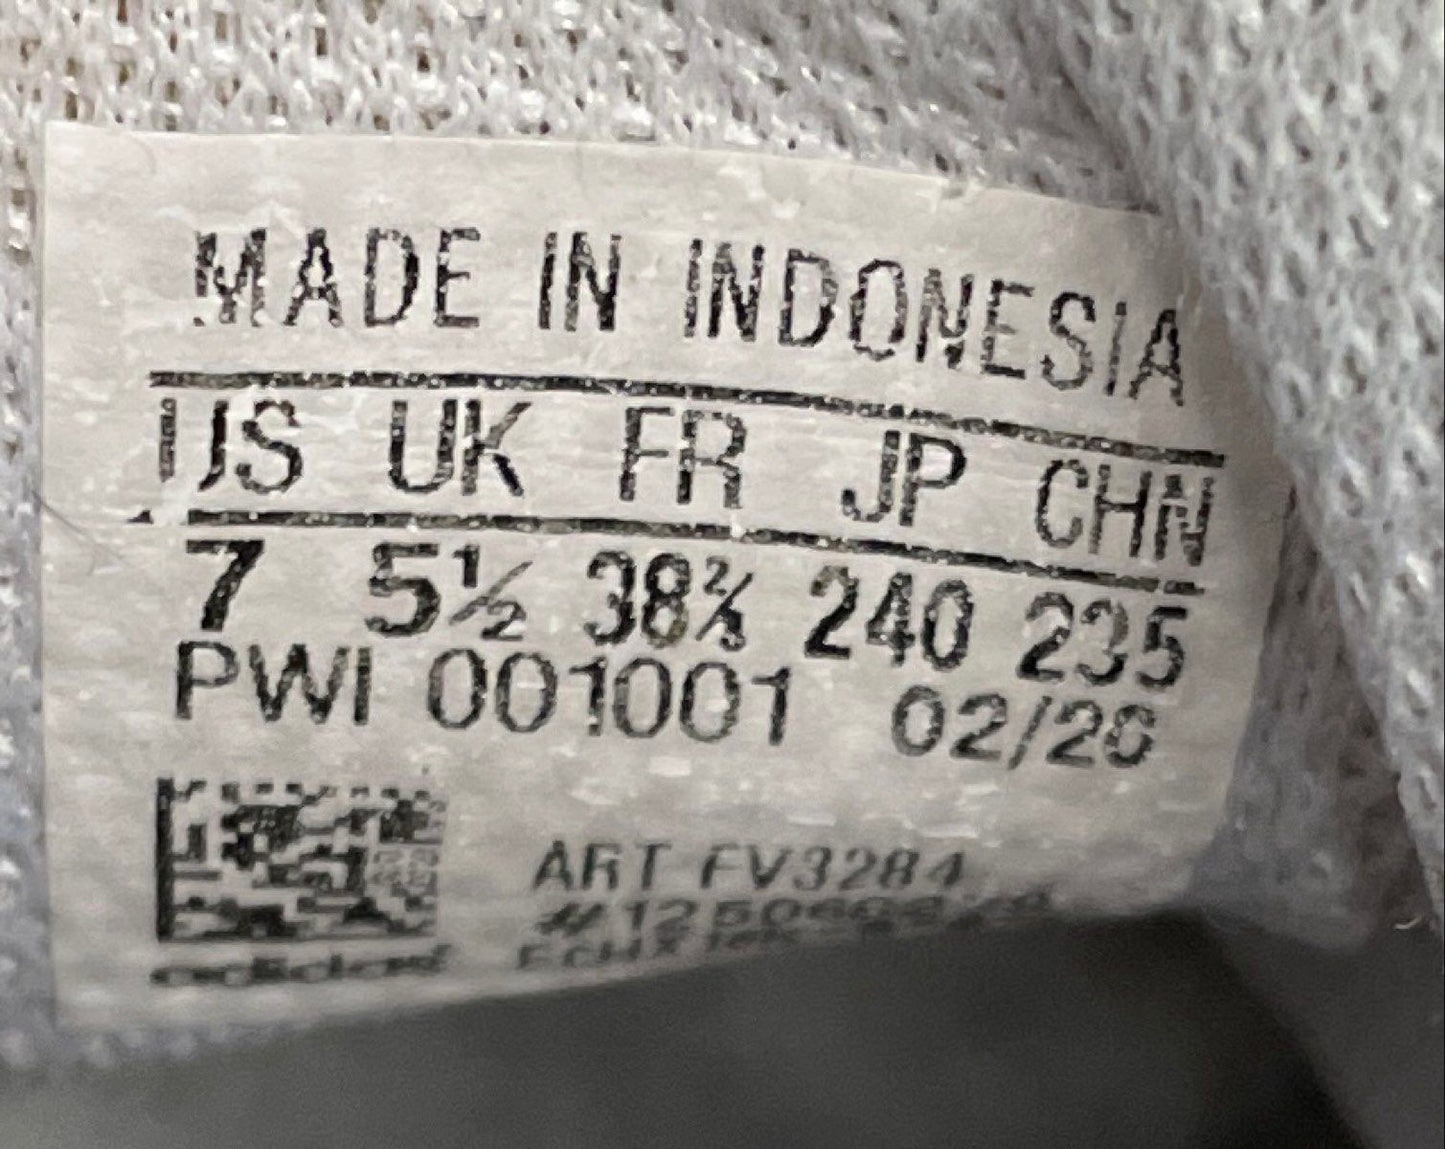 MADE IN INDONESIA
US UK FR JP CHN
7 5½ 38⅔ 240 235
PWI 001001 02/20
ART FV3284
adidas